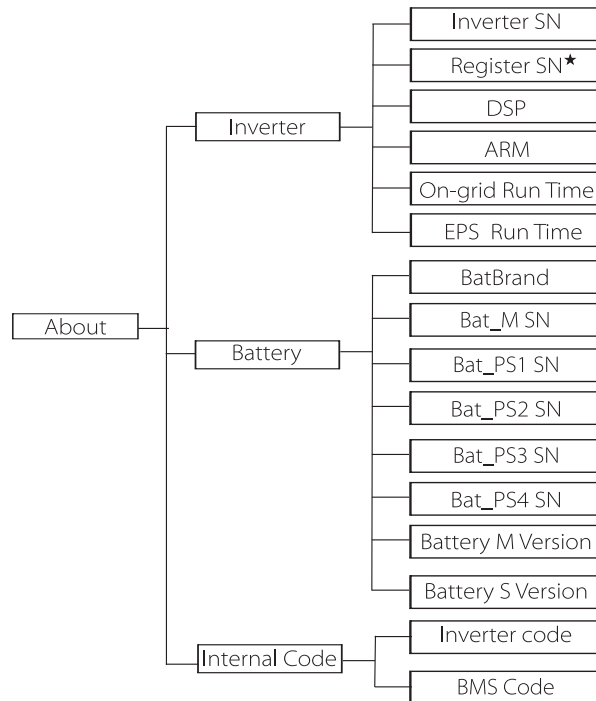 Inverter SN
Register SN★
DSP
Inverter
ARM
On-grid Run Time
EPS Run Time
BatBrand
Bat_M SN
About
Battery
Bat_PS1 SN
Bat_PS2 SN
Bat_PS3 SN
Bat_PS4 SN
Battery M Version
Battery S Version
Inverter code
Internal Code
BMS Code